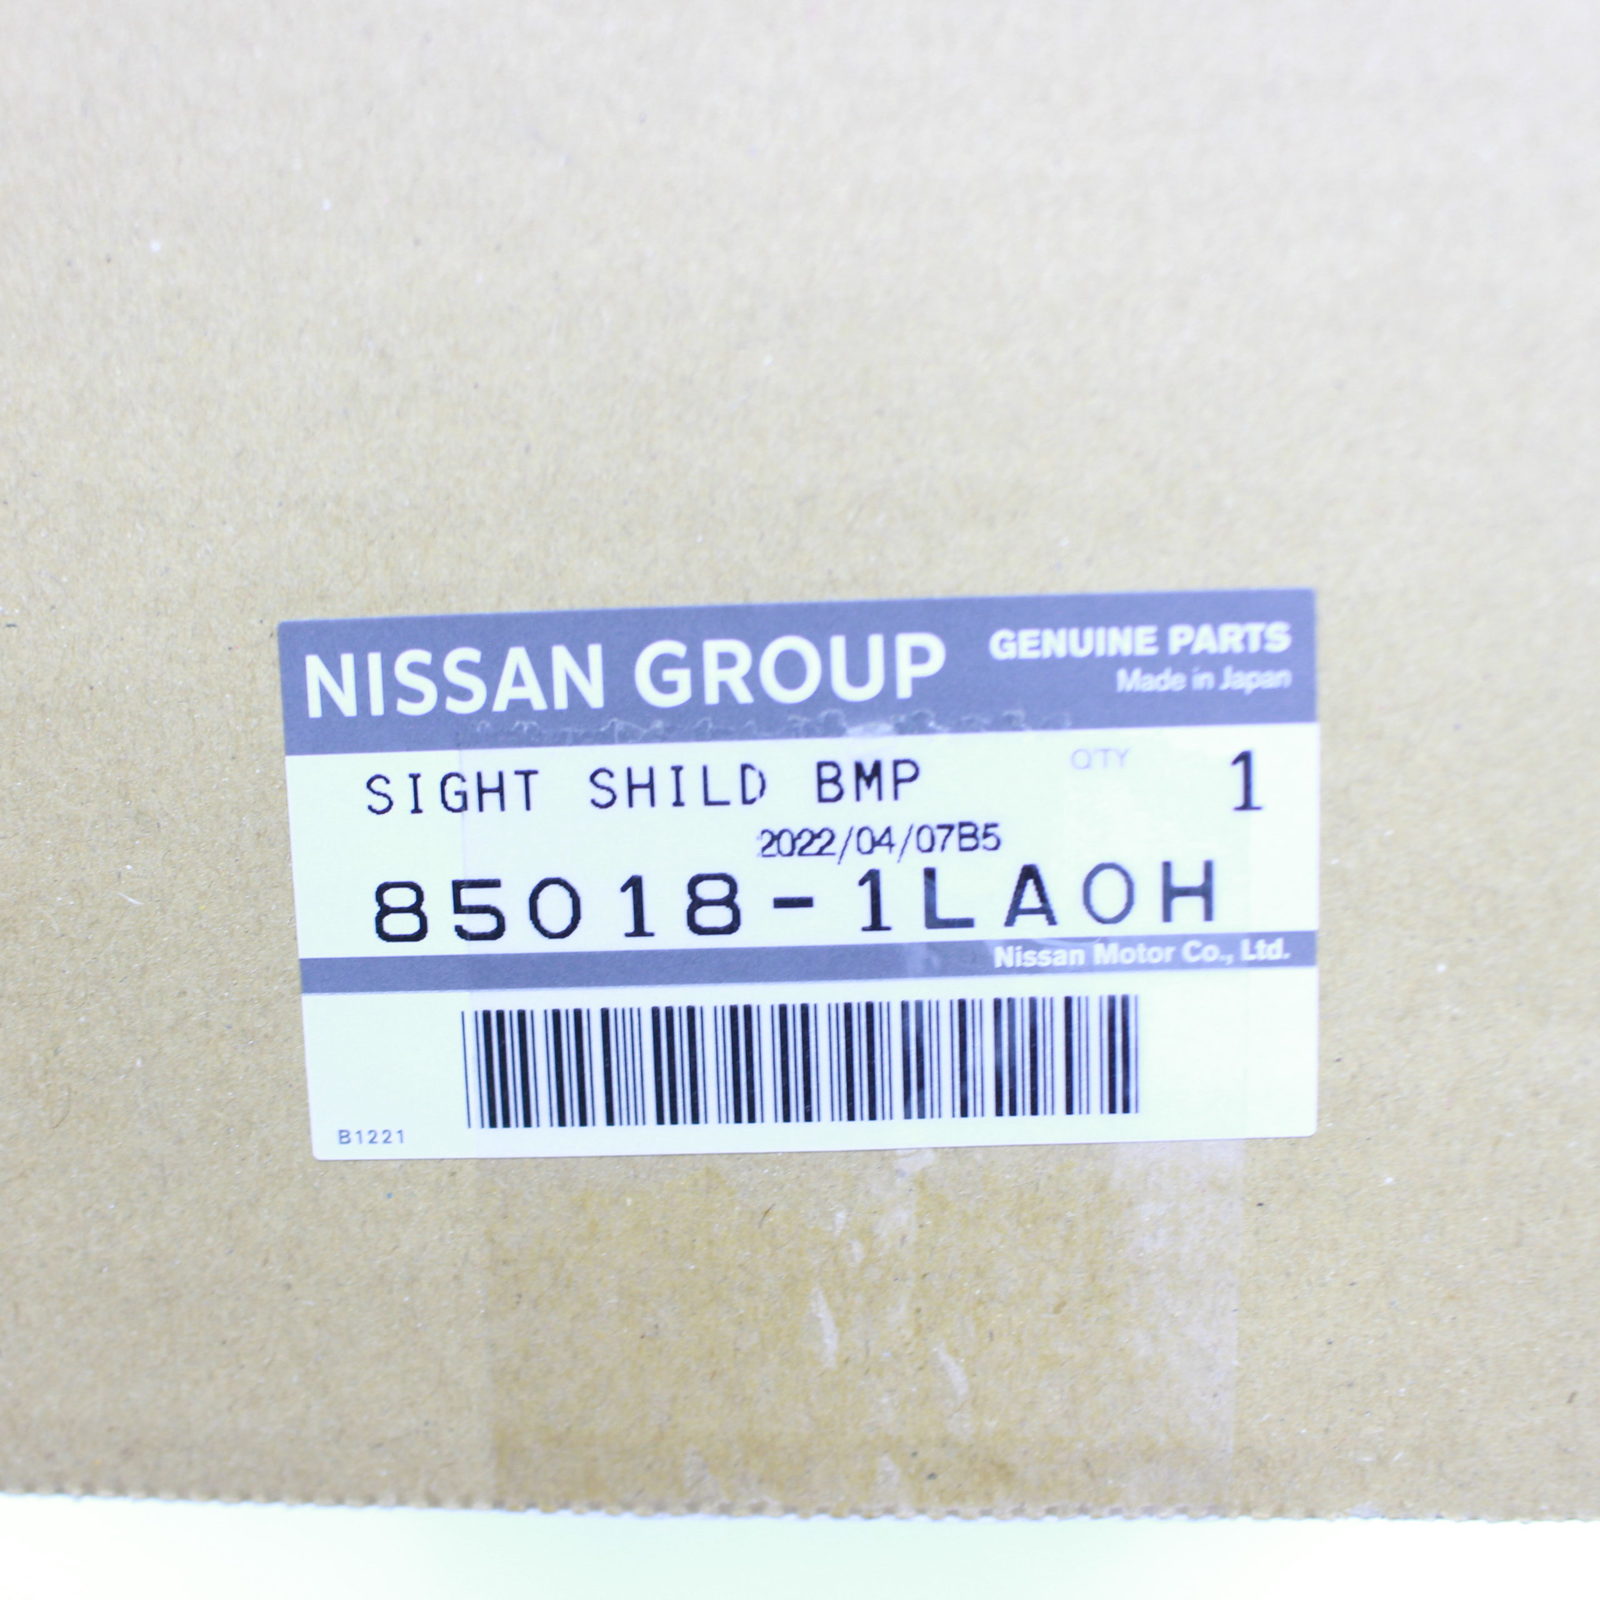 NISSAN GROUP
GENUINE PARTS
Made in Japan
SIGHT SHILD BMP
Q'TY 1
2022/04/07B5
85018-1LA0H
Nissan Motor Co., Ltd.
B1221